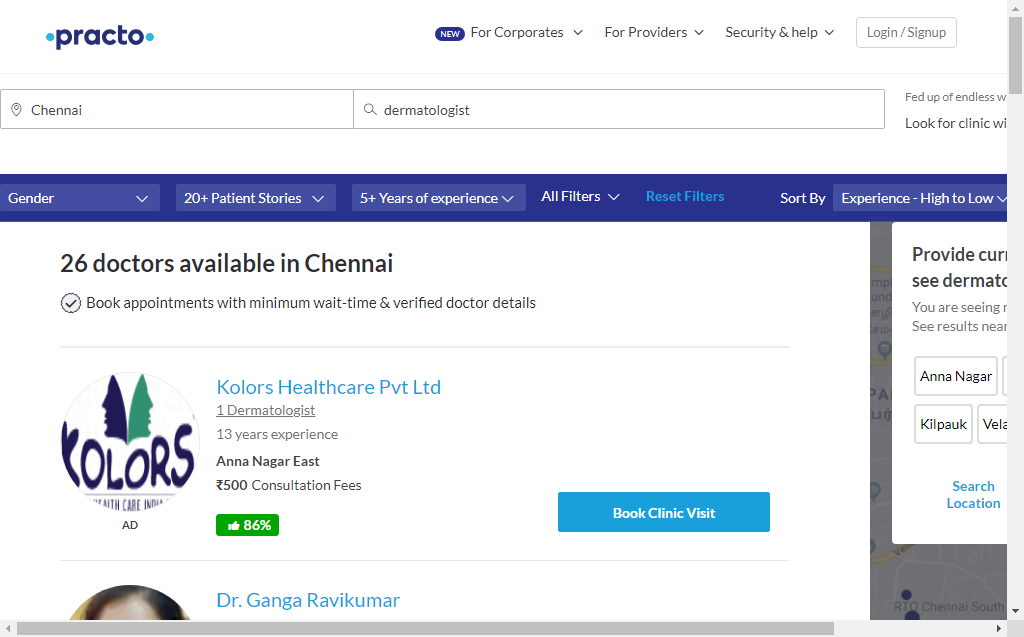 practo
NEW For Corporates
For Providers
Security & help
Login / Signup
Chennai
dermatologist
Fed up of endless w
Look for clinic wi
Gender
20+ Patient Stories
5+ Years of experience
All Filters
Reset Filters
Sort By
Experience - High to Low
26 doctors available in Chennai
Book appointments with minimum wait-time & verified doctor details
Kolors Healthcare Pvt Ltd
1 Dermatologist
13 years experience
Anna Nagar East
₹500 Consultation Fees
86%
KOLORS
HEALTH CARE INDIA
AD
Book Clinic Visit
Dr. Ganga Ravikumar
Provide curr
see dermato
You are seeing r
See results near
Anna Nagar
Kilpauk
Vela
Search
Location
RTO Chennai South